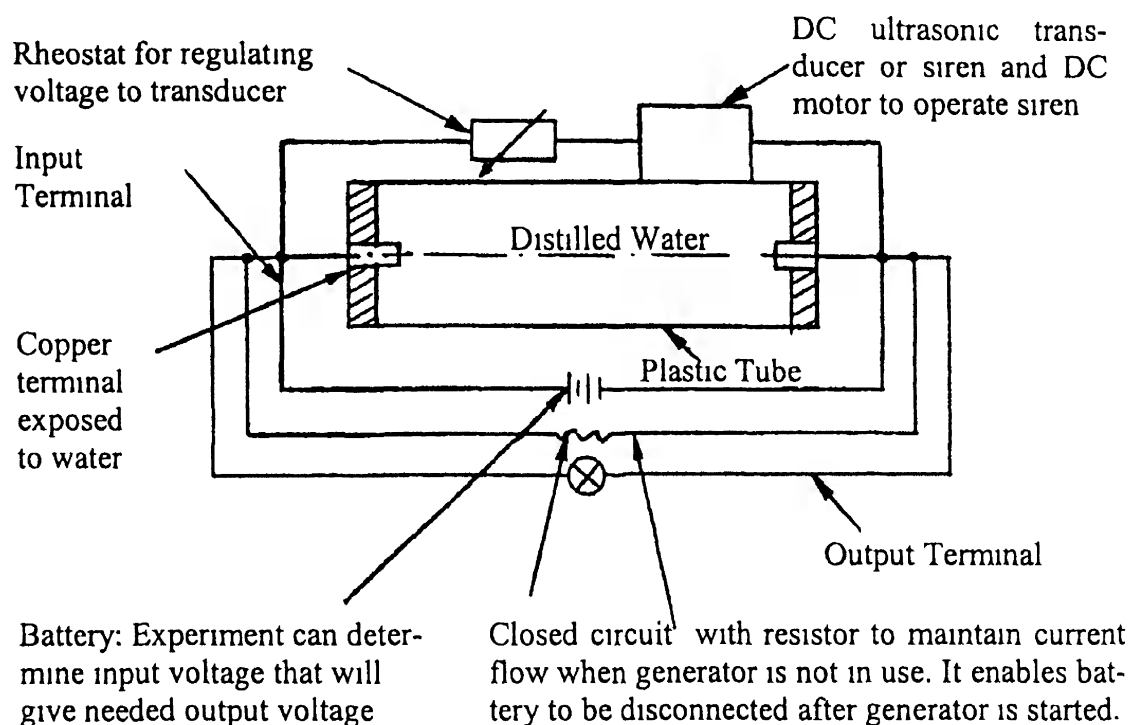 Rheostat for regulating
voltage to transducer
DC ultrasonic trans-
ducer or siren and DC
motor to operate siren
Input
Terminal
Distilled Water
Copper
terminal
exposed
to water
Plastic Tube
Output Terminal
Battery: Experiment can deter-
mine input voltage that will
give needed output voltage
Closed circuit with resistor to maintain current
flow when generator is not in use. It enables bat-
tery to be disconnected after generator is started.